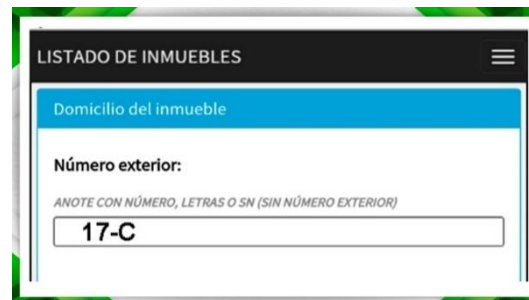 LISTADO DE INMUEBLES
Domicilio del inmueble
Número exterior:
ANOTE CON NÚMERO, LETRAS O SN (SIN NÚMERO EXTERIOR)
17-C